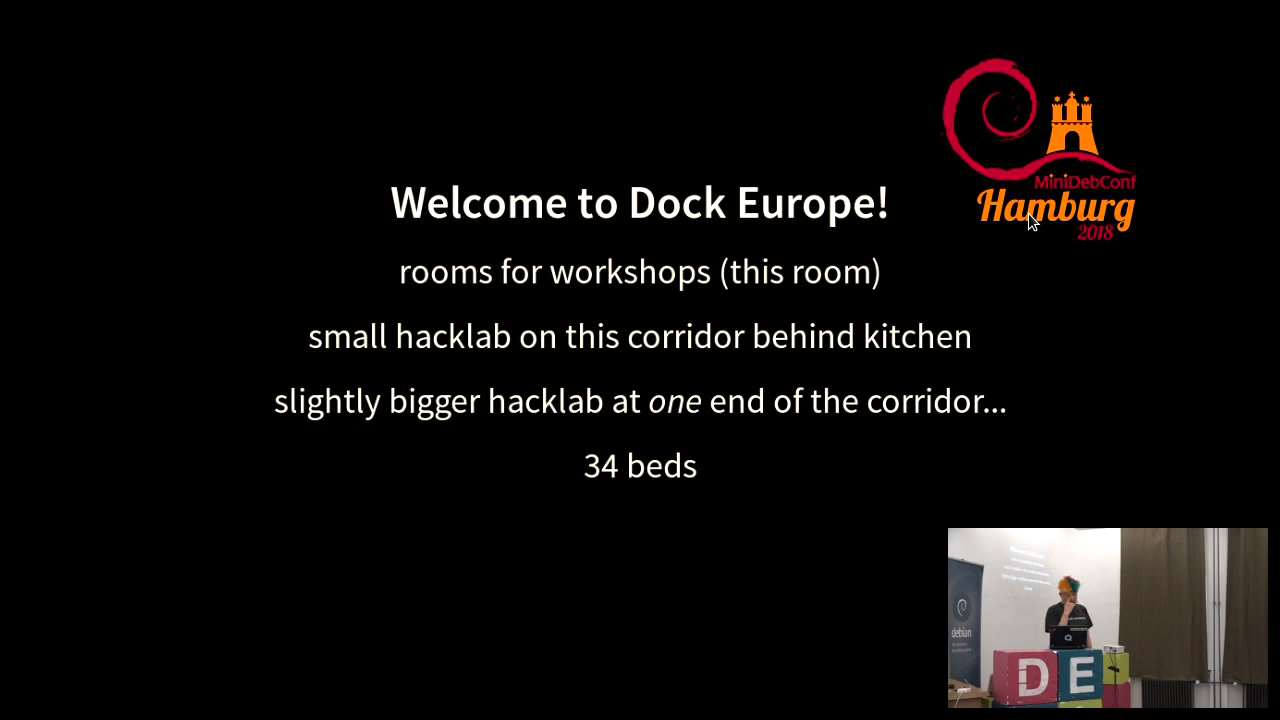 MiniDebConf
Hamburg
2018
Welcome to Dock Europe!
rooms for workshops (this room)
small hacklab on this corridor behind kitchen
slightly bigger hacklab at one end of the corridor...
34 beds
debian
D E